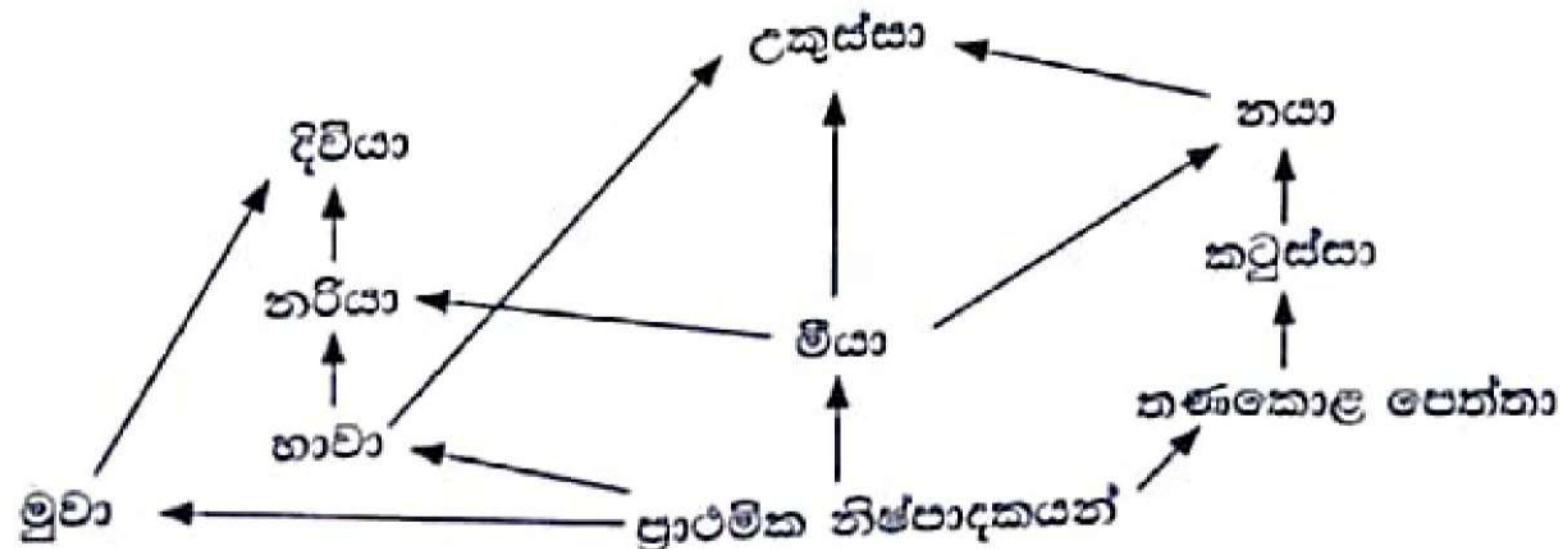 උකුස්සා
නයා
දිවියා
කටුස්සා
නරියා
මීයා
තණකොළ පෙත්තා
හාවා
මුවා
ප්‍රාථමික නිෂ්පාදකයන්